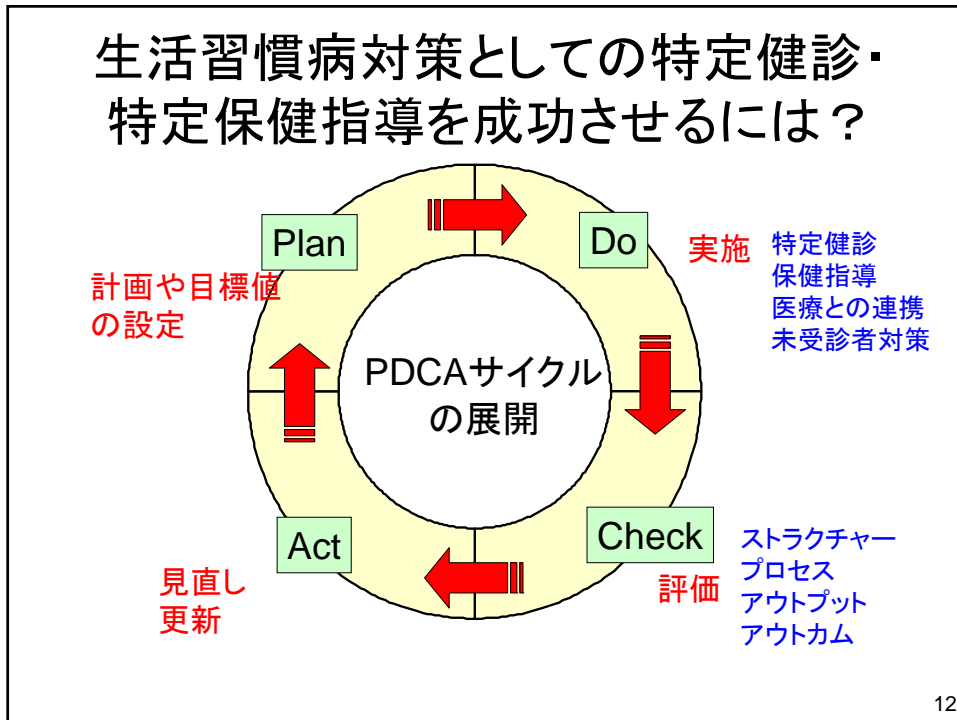 生活習慣病対策としての特定健診・
特定保健指導を成功させるには?
Plan
計画や目標値
の設定
Do
実施
特定健診
保健指導
医療との連携
未受診者対策
PDCAサイクル
の展開
Check
評価
ストラクチャー
プロセス
アウトプット
アウトカム
Act
見直し
更新
12